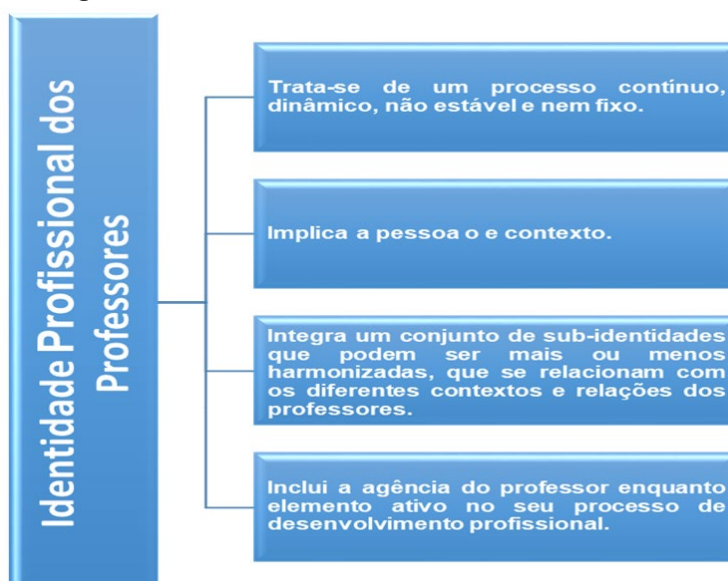 Identidade Profissional dos
Professores
Trata-se de um processo contínuo,
dinâmico, não estável e nem fixo.
Implica a pessoa o e contexto.
Integra um conjunto de sub-identidades
que podem ser mais ou menos
harmonizadas, que se relacionam com
os diferentes contextos e relações dos
professores.
Inclui a agência do professor enquanto
elemento ativo no seu processo de
desenvolvimento profissional.